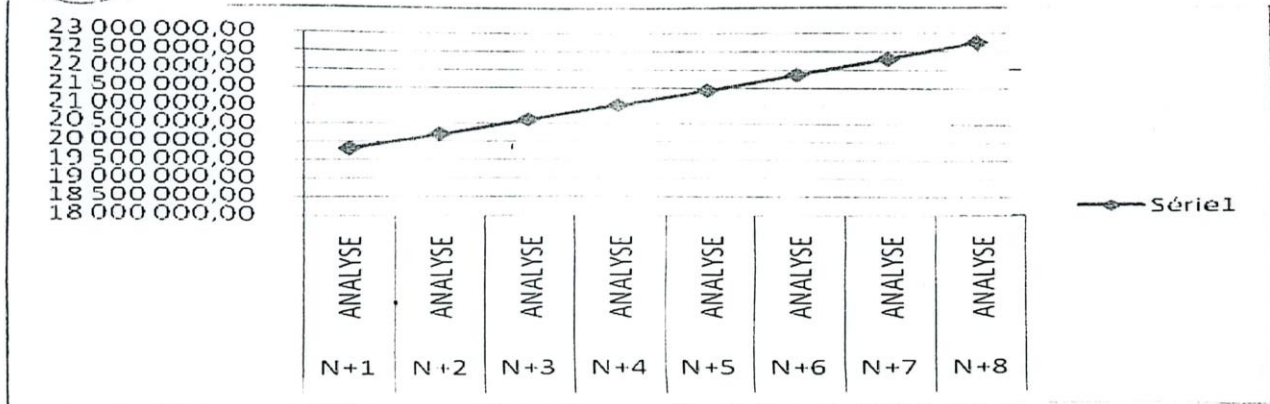 23 000 000,00
22 500 000,00
22 000 000,00
21 500 000,00
21 000 000,00
20 500 000,00
20 000 000,00
19 500 000,00
19 000 000,00
18 500 000,00
18 000 000,00
Série1
ANALYSE ANALYSE ANALYSE ANALYSE ANALYSE ANALYSE ANALYSE ANALYSE
N+1 N+2 N+3 N+4 N+5 N+6 N+7 N+8